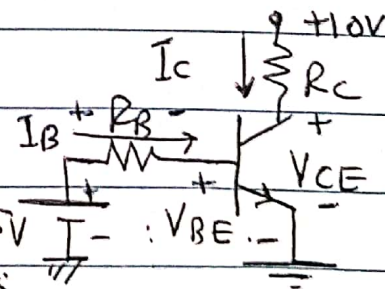 +10V
IC
RC
+ RB -
IB
+
+
VCE
-
+
V
-
: VBE . -